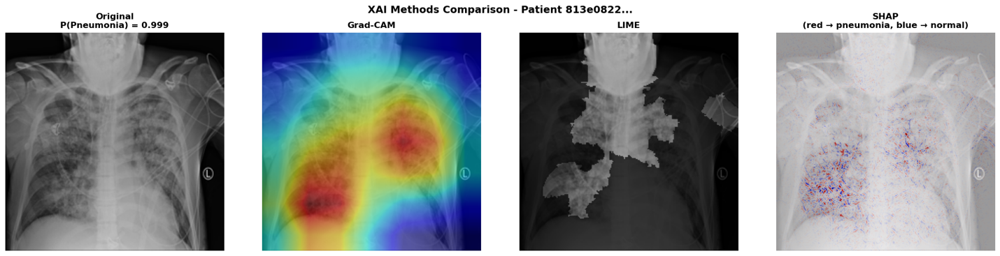 XAI Methods Comparison - Patient 813e0822...
Original
P(Pneumonia) = 0.999
Grad-CAM
LIME
SHAP
(red → pneumonia, blue → normal)
L
L
L
L